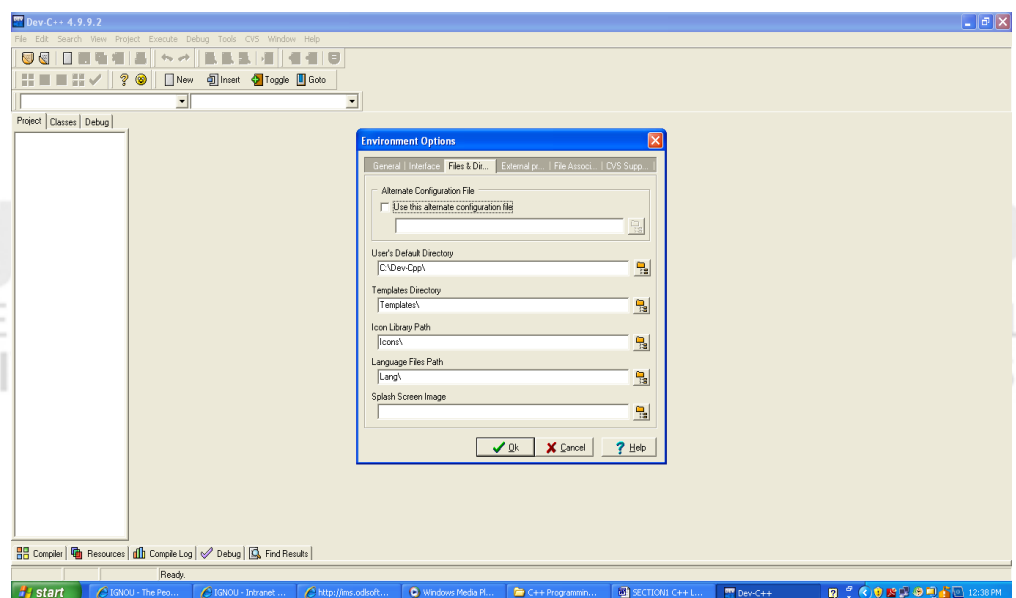 Dev-C++ 4.9.9.2
File Edit Search View Project Execute Debug Tools CVS Window Help
New Insert Toggle Goto
Project Classes Debug
Environment Options
General Interface Files & Dir... External pr... File Associ... CVS Supp...
Alternate Configuration File
Use this alternate configuration file
User's Default Directory
C:\Dev-Cpp\
Templates Directory
Templates\
Icon Library Path
Icons\
Language Files Path
Lang\
Splash Screen Image
Ok Cancel Help
Compiler Resources Compile Log Debug Find Results
Ready.
start IGNOU - The Peo... IGNOU - Intranet ... http://ims.odlsoft... Windows Media Pl... C++ Programmin... SECTION1 C++ L... Dev-C++ 12:38 PM